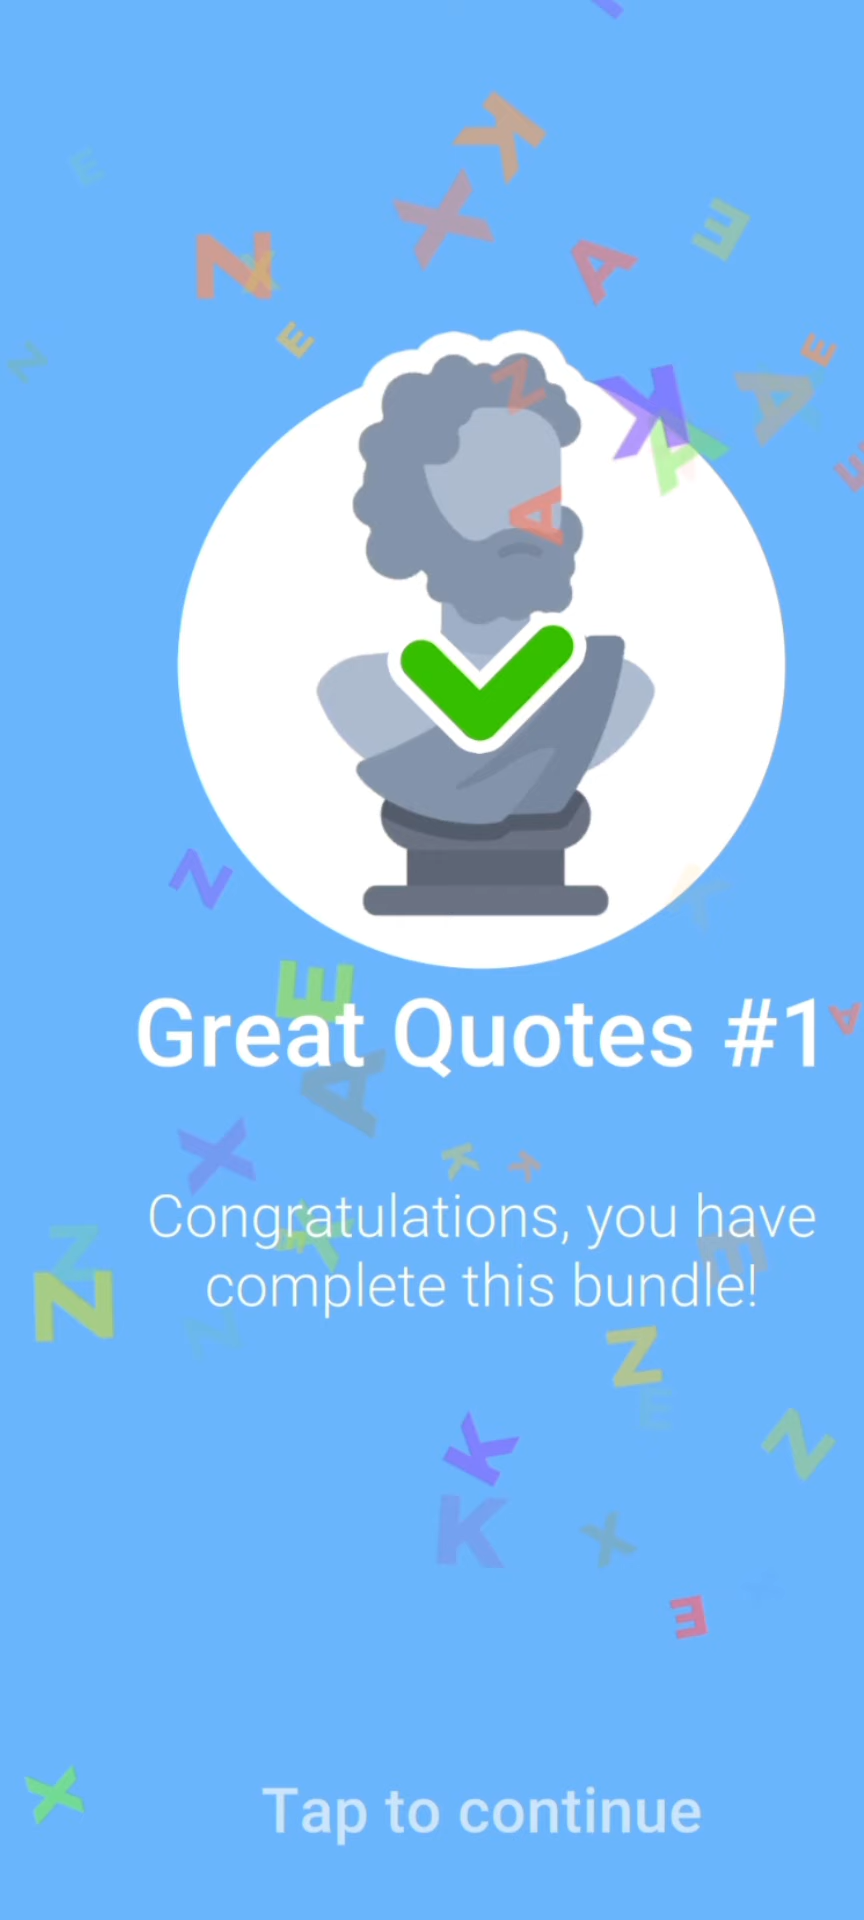 Great Quotes #1
Congratulations, you have
complete this bundle!
Tap to continue